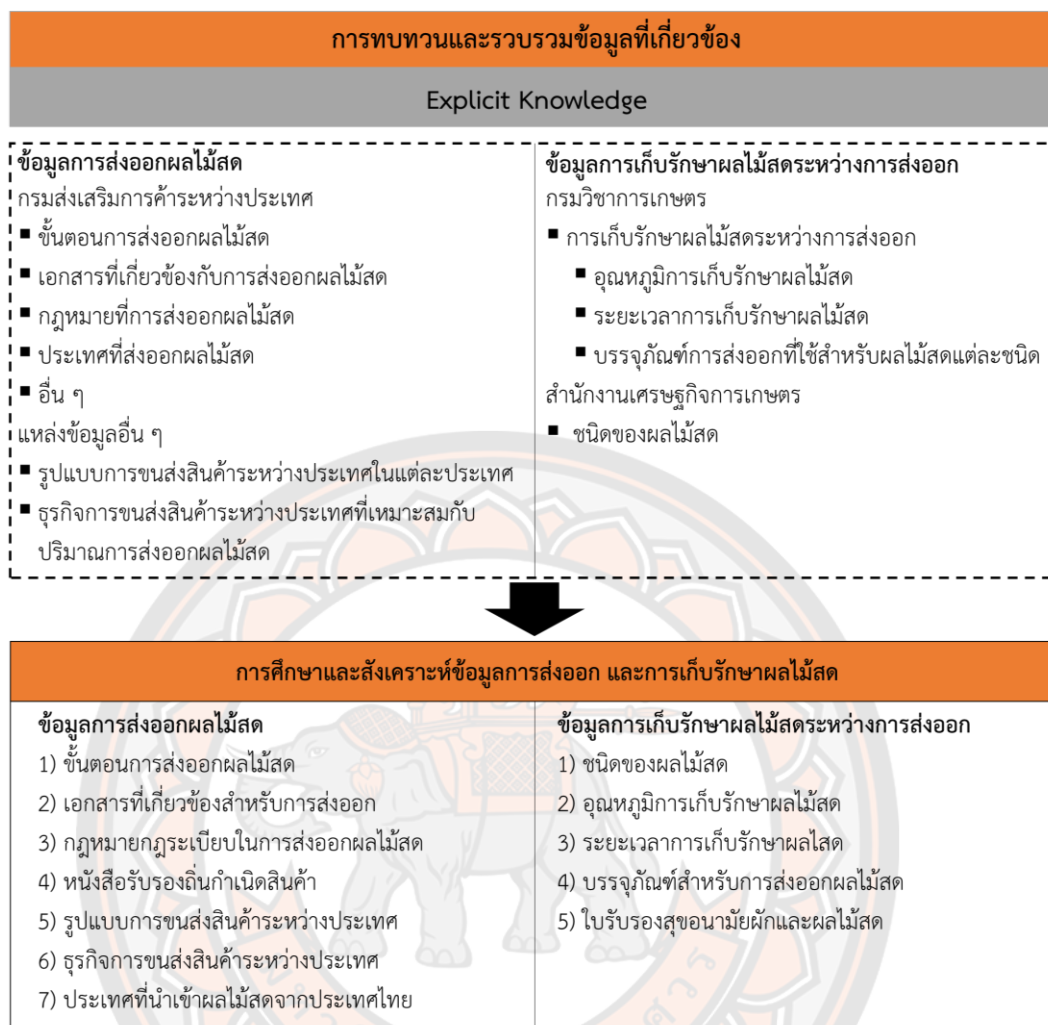 การทบทวนและรวบรวมข้อมูลที่เกี่ยวข้อง
Explicit Knowledge
ข้อมูลการส่งออกผลไม้สด
กรมส่งเสริมการค้าระหว่างประเทศ
▪ ขั้นตอนการส่งออกผลไม้สด
▪ เอกสารที่เกี่ยวข้องกับการส่งออกผลไม้สด
▪ กฎหมายที่การส่งออกผลไม้สด
▪ ประเทศที่ส่งออกผลไม้สด
▪ อื่น ๆ
แหล่งข้อมูลอื่น ๆ
▪ รูปแบบการขนส่งสินค้าระหว่างประเทศในแต่ละประเทศ
▪ ธุรกิจการขนส่งสินค้าระหว่างประเทศที่เหมาะสมกับ
ปริมาณการส่งออกผลไม้สด
ข้อมูลการเก็บรักษาผลไม้สดระหว่างการส่งออก
กรมวิชาการเกษตร
▪ การเก็บรักษาผลไม้สดระหว่างการส่งออก
▪ อุณหภูมิการเก็บรักษาผลไม้สด
▪ ระยะเวลาการเก็บรักษาผลไม้สด
▪ บรรจุภัณฑ์การส่งออกที่ใช้สำหรับผลไม้สดแต่ละชนิด
สำนักงานเศรษฐกิจการเกษตร
▪ ชนิดของผลไม้สด
การศึกษาและสังเคราะห์ข้อมูลการส่งออก และการเก็บรักษาผลไม้สด
ข้อมูลการส่งออกผลไม้สด
1) ขั้นตอนการส่งออกผลไม้สด
2) เอกสารที่เกี่ยวข้องสำหรับการส่งออก
3) กฎหมายกฎระเบียบในการส่งออกผลไม้สด
4) หนังสือรับรองถิ่นกำเนิดสินค้า
5) รูปแบบการขนส่งสินค้าระหว่างประเทศ
6) ธุรกิจการขนส่งสินค้าระหว่างประเทศ
7) ประเทศที่นำเข้าผลไม้สดจากประเทศไทย
ข้อมูลการเก็บรักษาผลไม้สดระหว่างการส่งออก
1) ชนิดของผลไม้สด
2) อุณหภูมิการเก็บรักษาผลไม้สด
3) ระยะเวลาการเก็บรักษาผลไสด
4) บรรจุภัณฑ์สำหรับการส่งออกผลไม้สด
5) ใบรับรองสุขอนามัยผักและผลไม้สด